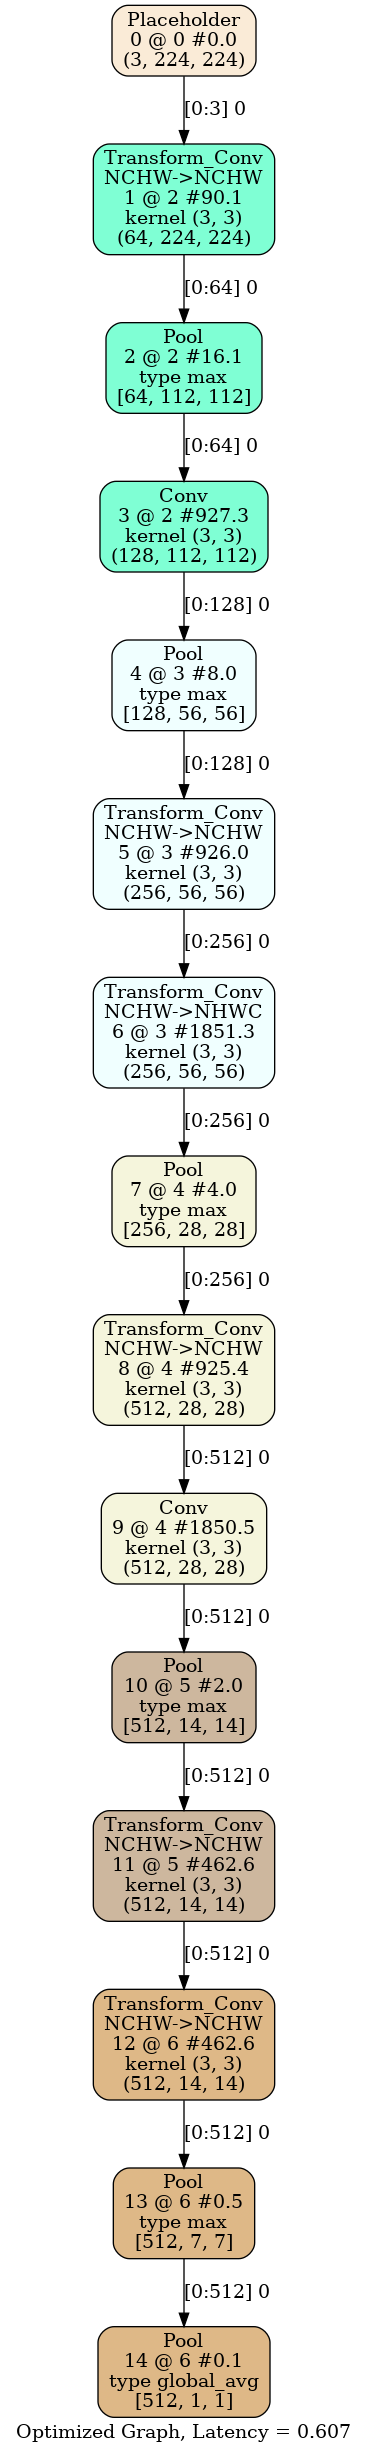 Placeholder
0 @ 0 #0.0
(3, 224, 224)
[0:3] 0
Transform_Conv
NCHW->NCHW
1 @ 2 #90.1
kernel (3, 3)
(64, 224, 224)
[0:64] 0
Pool
2 @ 2 #16.1
type max
[64, 112, 112]
[0:64] 0
Conv
3 @ 2 #927.3
kernel (3, 3)
(128, 112, 112)
[0:128] 0
Pool
4 @ 3 #8.0
type max
[128, 56, 56]
[0:128] 0
Transform_Conv
NCHW->NCHW
5 @ 3 #926.0
kernel (3, 3)
(256, 56, 56)
[0:256] 0
Transform_Conv
NCHW->NHWC
6 @ 3 #1851.3
kernel (3, 3)
(256, 56, 56)
[0:256] 0
Pool
7 @ 4 #4.0
type max
[256, 28, 28]
[0:256] 0
Transform_Conv
NCHW->NCHW
8 @ 4 #925.4
kernel (3, 3)
(512, 28, 28)
[0:512] 0
Conv
9 @ 4 #1850.5
kernel (3, 3)
(512, 28, 28)
[0:512] 0
Pool
10 @ 5 #2.0
type max
[512, 14, 14]
[0:512] 0
Transform_Conv
NCHW->NCHW
11 @ 5 #462.6
kernel (3, 3)
(512, 14, 14)
[0:512] 0
Transform_Conv
NCHW->NCHW
12 @ 6 #462.6
kernel (3, 3)
(512, 14, 14)
[0:512] 0
Pool
13 @ 6 #0.5
type max
[512, 7, 7]
[0:512] 0
Pool
14 @ 6 #0.1
type global_avg
[512, 1, 1]
Optimized Graph, Latency = 0.607